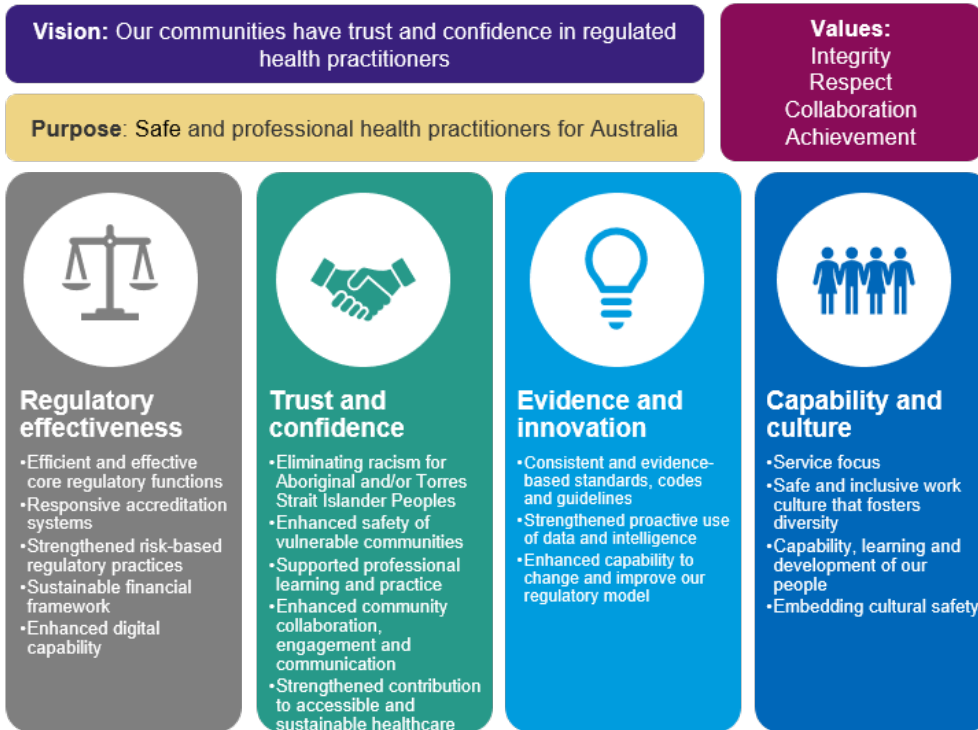 Vision: Our communities have trust and confidence in regulated
health practitioners
Purpose: Safe and professional health practitioners for Australia
Values:
Integrity
Respect
Collaboration
Achievement
Regulatory
effectiveness
•Efficient and effective
core regulatory functions
•Responsive accreditation
systems
•Strengthened risk-based
regulatory practices
•Sustainable financial
framework
•Enhanced digital
capability
Trust and
confidence
•Eliminating racism for
Aboriginal and/or Torres
Strait Islander Peoples
•Enhanced safety of
vulnerable communities
•Supported professional
learning and practice
•Enhanced community
collaboration,
engagement and
communication
•Strengthened contribution
to accessible and
sustainable healthcare
Evidence and
innovation
•Consistent and evidence-
based standards, codes
and guidelines
•Strengthened proactive use
of data and intelligence
•Enhanced capability to
change and improve our
regulatory model
Capability and
culture
•Service focus
•Safe and inclusive work
culture that fosters
diversity
•Capability, learning and
development of our
people
•Embedding cultural safety